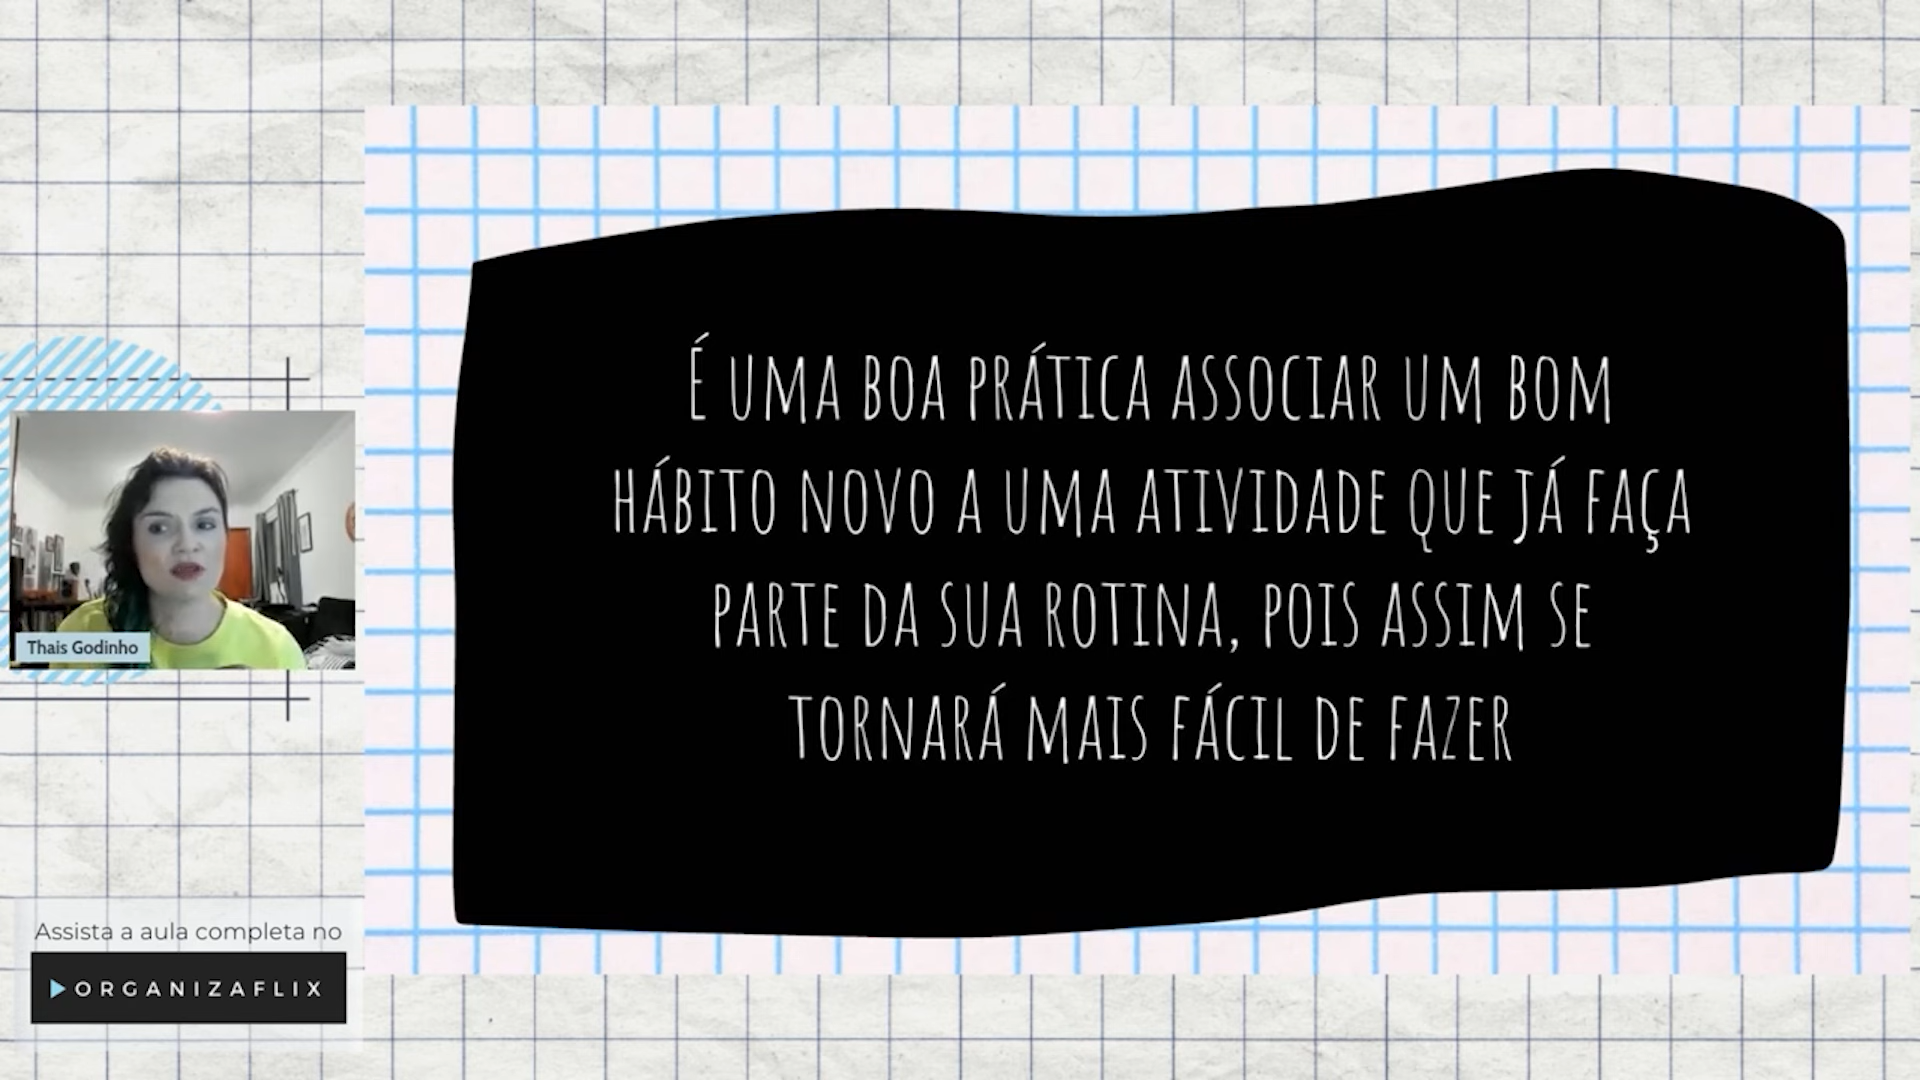 É UMA BOA PRÁTICA ASSOCIAR UM BOM
HÁBITO NOVO A UMA ATIVIDADE QUE JÁ FAÇA
PARTE DA SUA ROTINA, POIS ASSIM SE
TORNARÁ MAIS FÁCIL DE FAZER
Thais Godinho
Assista a aula completa no
ORGANIZAFLIX